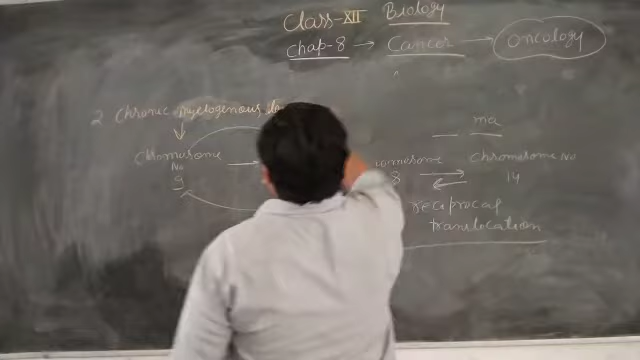 Class-XII Biology
Chap-8 → Cancer → Oncology
2 Chronic myelogenous
ma
Chromosome No 9
8
Chromosome No 14
reciprocal
translocation